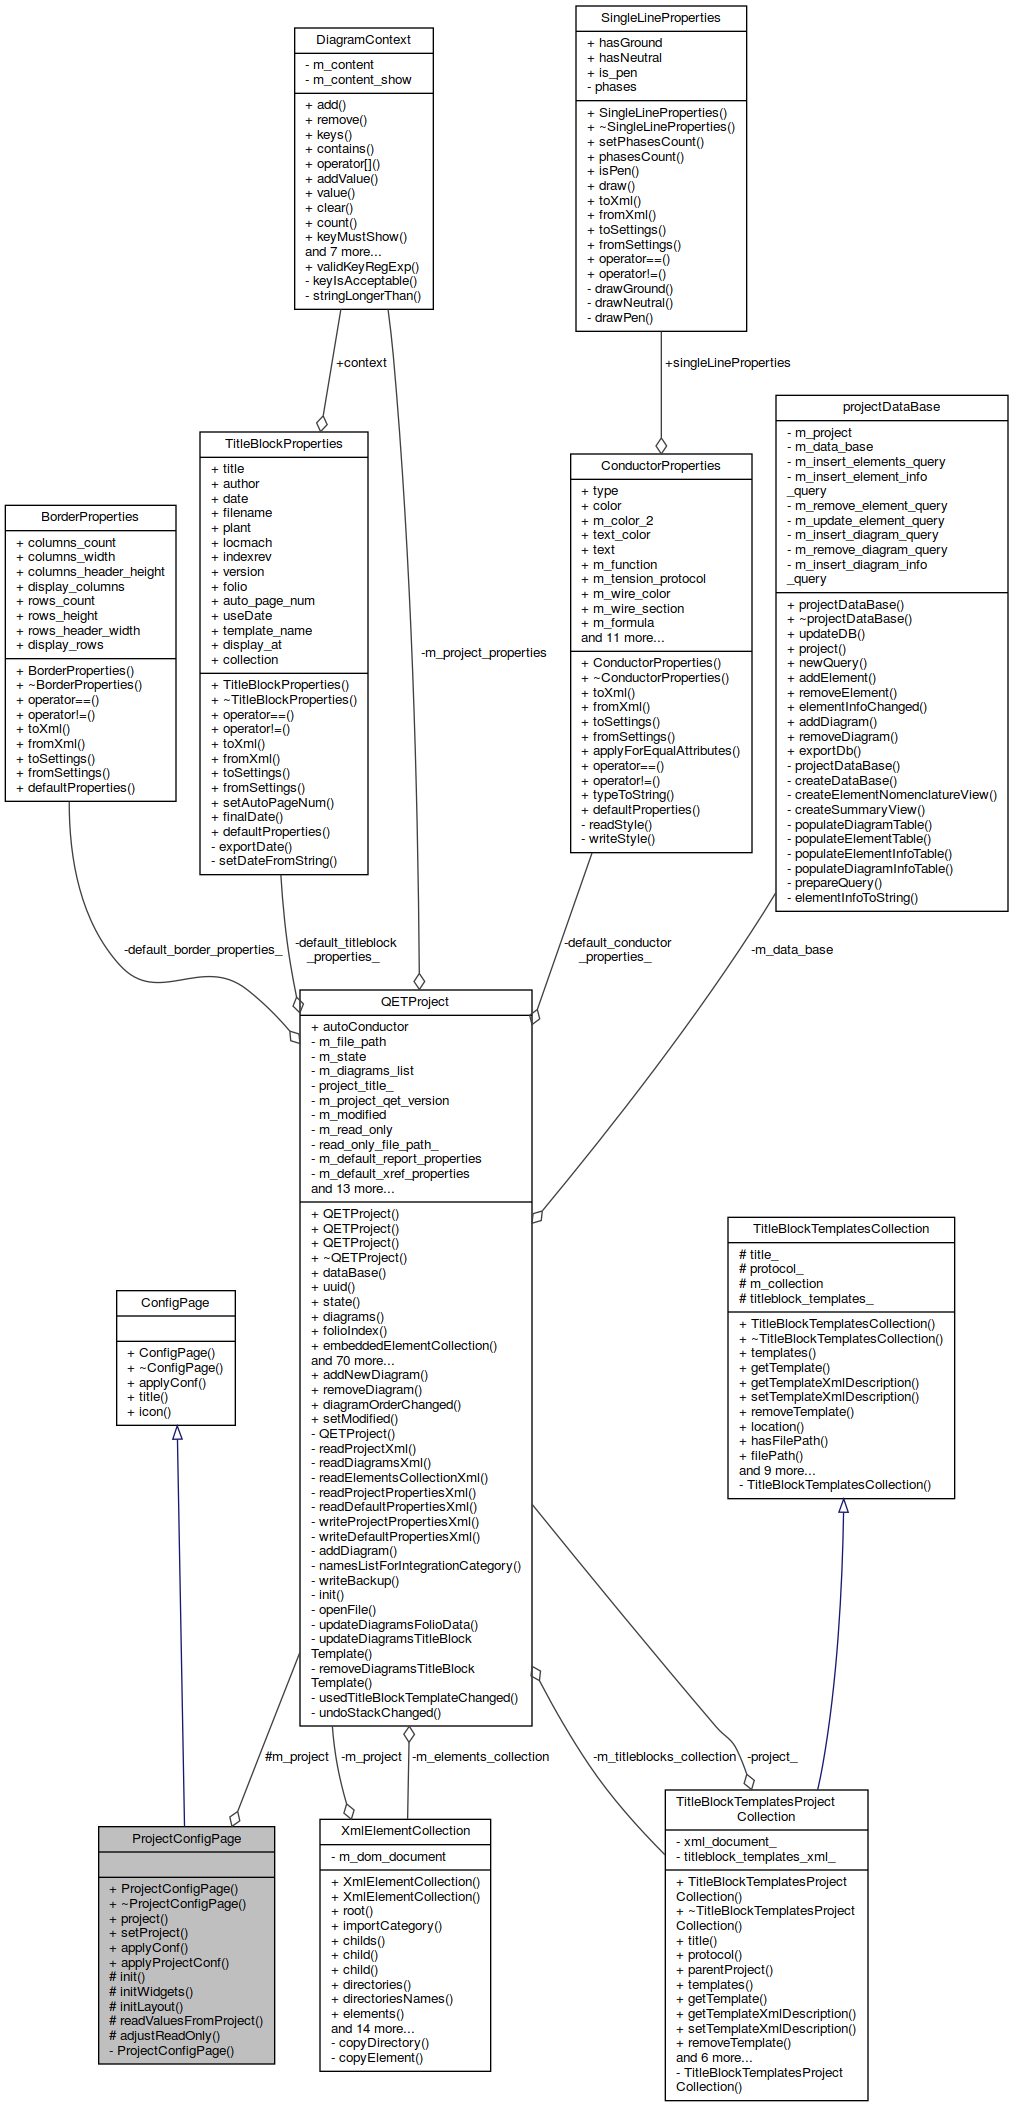 SingleLineProperties
+ hasGround
+ hasNeutral
+ is_pen
- phases
+ SingleLineProperties()
+ ~SingleLineProperties()
+ setPhasesCount()
+ phasesCount()
+ isPen()
+ draw()
+ toXml()
+ fromXml()
+ toSettings()
+ fromSettings()
+ operator==()
+ operator!=()
- drawGround()
- drawNeutral()
- drawPen()
DiagramContext
- m_content
- m_content_show
+ add()
+ remove()
+ keys()
+ contains()
+ operator[]()
+ addValue()
+ value()
+ clear()
+ count()
+ keyMustShow()
and 7 more...
+ validKeyRegExp()
- keyIsAcceptable()
- stringLongerThan()
+context
+singleLineProperties
projectDataBase
- m_project
- m_data_base
- m_insert_elements_query
- m_insert_element_info
_query
- m_remove_element_query
- m_update_element_query
- m_insert_diagram_query
- m_remove_diagram_query
- m_insert_diagram_info
_query
+ projectDataBase()
+ ~projectDataBase()
+ updateDB()
+ project()
+ newQuery()
+ addElement()
+ removeElement()
+ elementInfoChanged()
+ addDiagram()
+ removeDiagram()
+ exportDb()
- projectDataBase()
- createDataBase()
- createElementNomenclatureView()
- createSummaryView()
- populateDiagramTable()
- populateElementTable()
- populateElementInfoTable()
- populateDiagramInfoTable()
- prepareQuery()
- elementInfoToString()
TitleBlockProperties
+ title
+ author
+ date
+ filename
+ plant
+ locmach
+ indexrev
+ version
+ folio
+ auto_page_num
+ useDate
+ template_name
+ display_at
+ collection
+ TitleBlockProperties()
+ ~TitleBlockProperties()
+ operator==()
+ operator!=()
+ toXml()
+ fromXml()
+ toSettings()
+ fromSettings()
+ setAutoPageNum()
+ finalDate()
+ defaultProperties()
- exportDate()
- setDateFromString()
ConductorProperties
+ type
+ color
+ m_color_2
+ text_color
+ text
+ m_function
+ m_tension_protocol
+ m_wire_color
+ m_wire_section
+ m_formula
and 11 more...
+ ConductorProperties()
+ ~ConductorProperties()
+ toXml()
+ fromXml()
+ toSettings()
+ fromSettings()
+ applyForEqualAttributes()
+ operator==()
+ operator!=()
+ typeToString()
+ defaultProperties()
- readStyle()
- writeStyle()
BorderProperties
+ columns_count
+ columns_width
+ columns_header_height
+ display_columns
+ rows_count
+ rows_height
+ rows_header_width
+ display_rows
+ BorderProperties()
+ ~BorderProperties()
+ operator==()
+ operator!=()
+ toXml()
+ fromXml()
+ toSettings()
+ fromSettings()
+ defaultProperties()
-m_project_properties
-default_border_properties_
-default_titleblock
_properties_
-default_conductor
_properties_
-m_data_base
QETProject
+ autoConductor
- m_file_path
- m_state
- m_diagrams_list
- project_title_
- m_project_qet_version
- m_modified
- m_read_only
- read_only_file_path_
- m_default_report_properties
- m_default_xref_properties
and 13 more...
+ QETProject()
+ QETProject()
+ QETProject()
+ ~QETProject()
+ dataBase()
+ uuid()
+ state()
+ diagrams()
+ folioIndex()
+ embeddedElementCollection()
and 70 more...
+ addNewDiagram()
+ removeDiagram()
+ diagramOrderChanged()
+ setModified()
- QETProject()
- readProjectXml()
- readDiagramsXml()
- readElementsCollectionXml()
- readProjectPropertiesXml()
- readDefaultPropertiesXml()
- writeProjectPropertiesXml()
- writeDefaultPropertiesXml()
- addDiagram()
- namesListForIntegrationCategory()
- writeBackup()
- init()
- openFile()
- updateDiagramsFolioData()
- updateDiagramsTitleBlock
Template()
- removeDiagramsTitleBlock
Template()
- usedTitleBlockTemplateChanged()
- undoStackChanged()
TitleBlockTemplatesCollection
# title_
# protocol_
# m_collection
# titleblock_templates_
+ TitleBlockTemplatesCollection()
+ ~TitleBlockTemplatesCollection()
+ templates()
+ getTemplate()
+ getTemplateXmlDescription()
+ setTemplateXmlDescription()
+ removeTemplate()
+ location()
+ hasFilePath()
+ filePath()
and 9 more...
- TitleBlockTemplatesCollection()
ConfigPage
+ ConfigPage()
+ ~ConfigPage()
+ applyConf()
+ title()
+ icon()
#m_project
-m_project
-m_elements_collection
-m_titleblocks_collection
-project_
ProjectConfigPage
+ ProjectConfigPage()
+ ~ProjectConfigPage()
+ project()
+ setProject()
+ applyConf()
+ applyProjectConf()
# init()
# initWidgets()
# initLayout()
# readValuesFromProject()
# adjustReadOnly()
- ProjectConfigPage()
XmlElementCollection
- m_dom_document
+ XmlElementCollection()
+ XmlElementCollection()
+ root()
+ importCategory()
+ childs()
+ child()
+ child()
+ directories()
+ directoriesNames()
+ elements()
and 14 more...
- copyDirectory()
- copyElement()
TitleBlockTemplatesProject
Collection
- xml_document_
- titleblock_templates_xml_
+ TitleBlockTemplatesProject
Collection()
+ ~TitleBlockTemplatesProject
Collection()
+ title()
+ protocol()
+ parentProject()
+ templates()
+ getTemplate()
+ getTemplateXmlDescription()
+ setTemplateXmlDescription()
+ removeTemplate()
and 6 more...
- TitleBlockTemplatesProject
Collection()